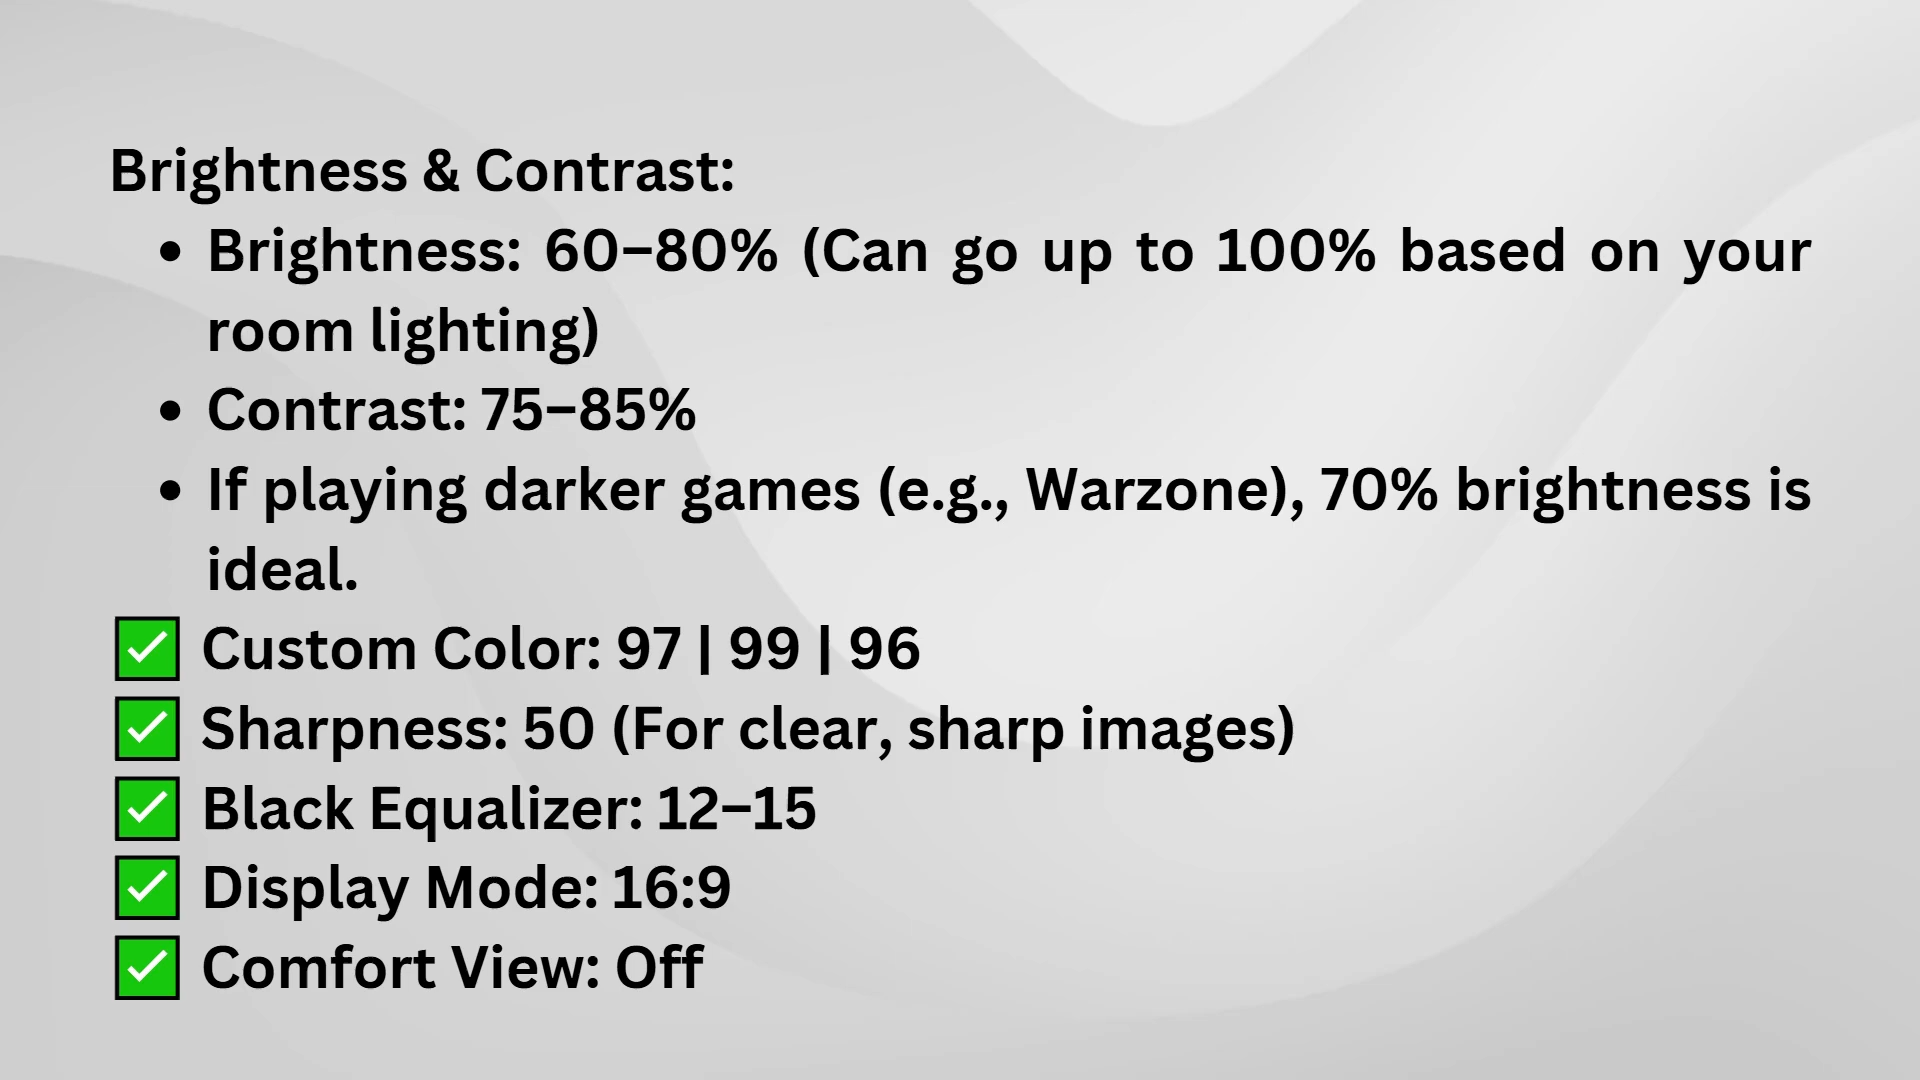 Brightness & Contrast:
• Brightness: 60–80% (Can go up to 100% based on your
room lighting)
• Contrast: 75–85%
• If playing darker games (e.g., Warzone), 70% brightness is
ideal.
✅ Custom Color: 97 | 99 | 96
✅ Sharpness: 50 (For clear, sharp images)
✅ Black Equalizer: 12–15
✅ Display Mode: 16:9
✅ Comfort View: Off